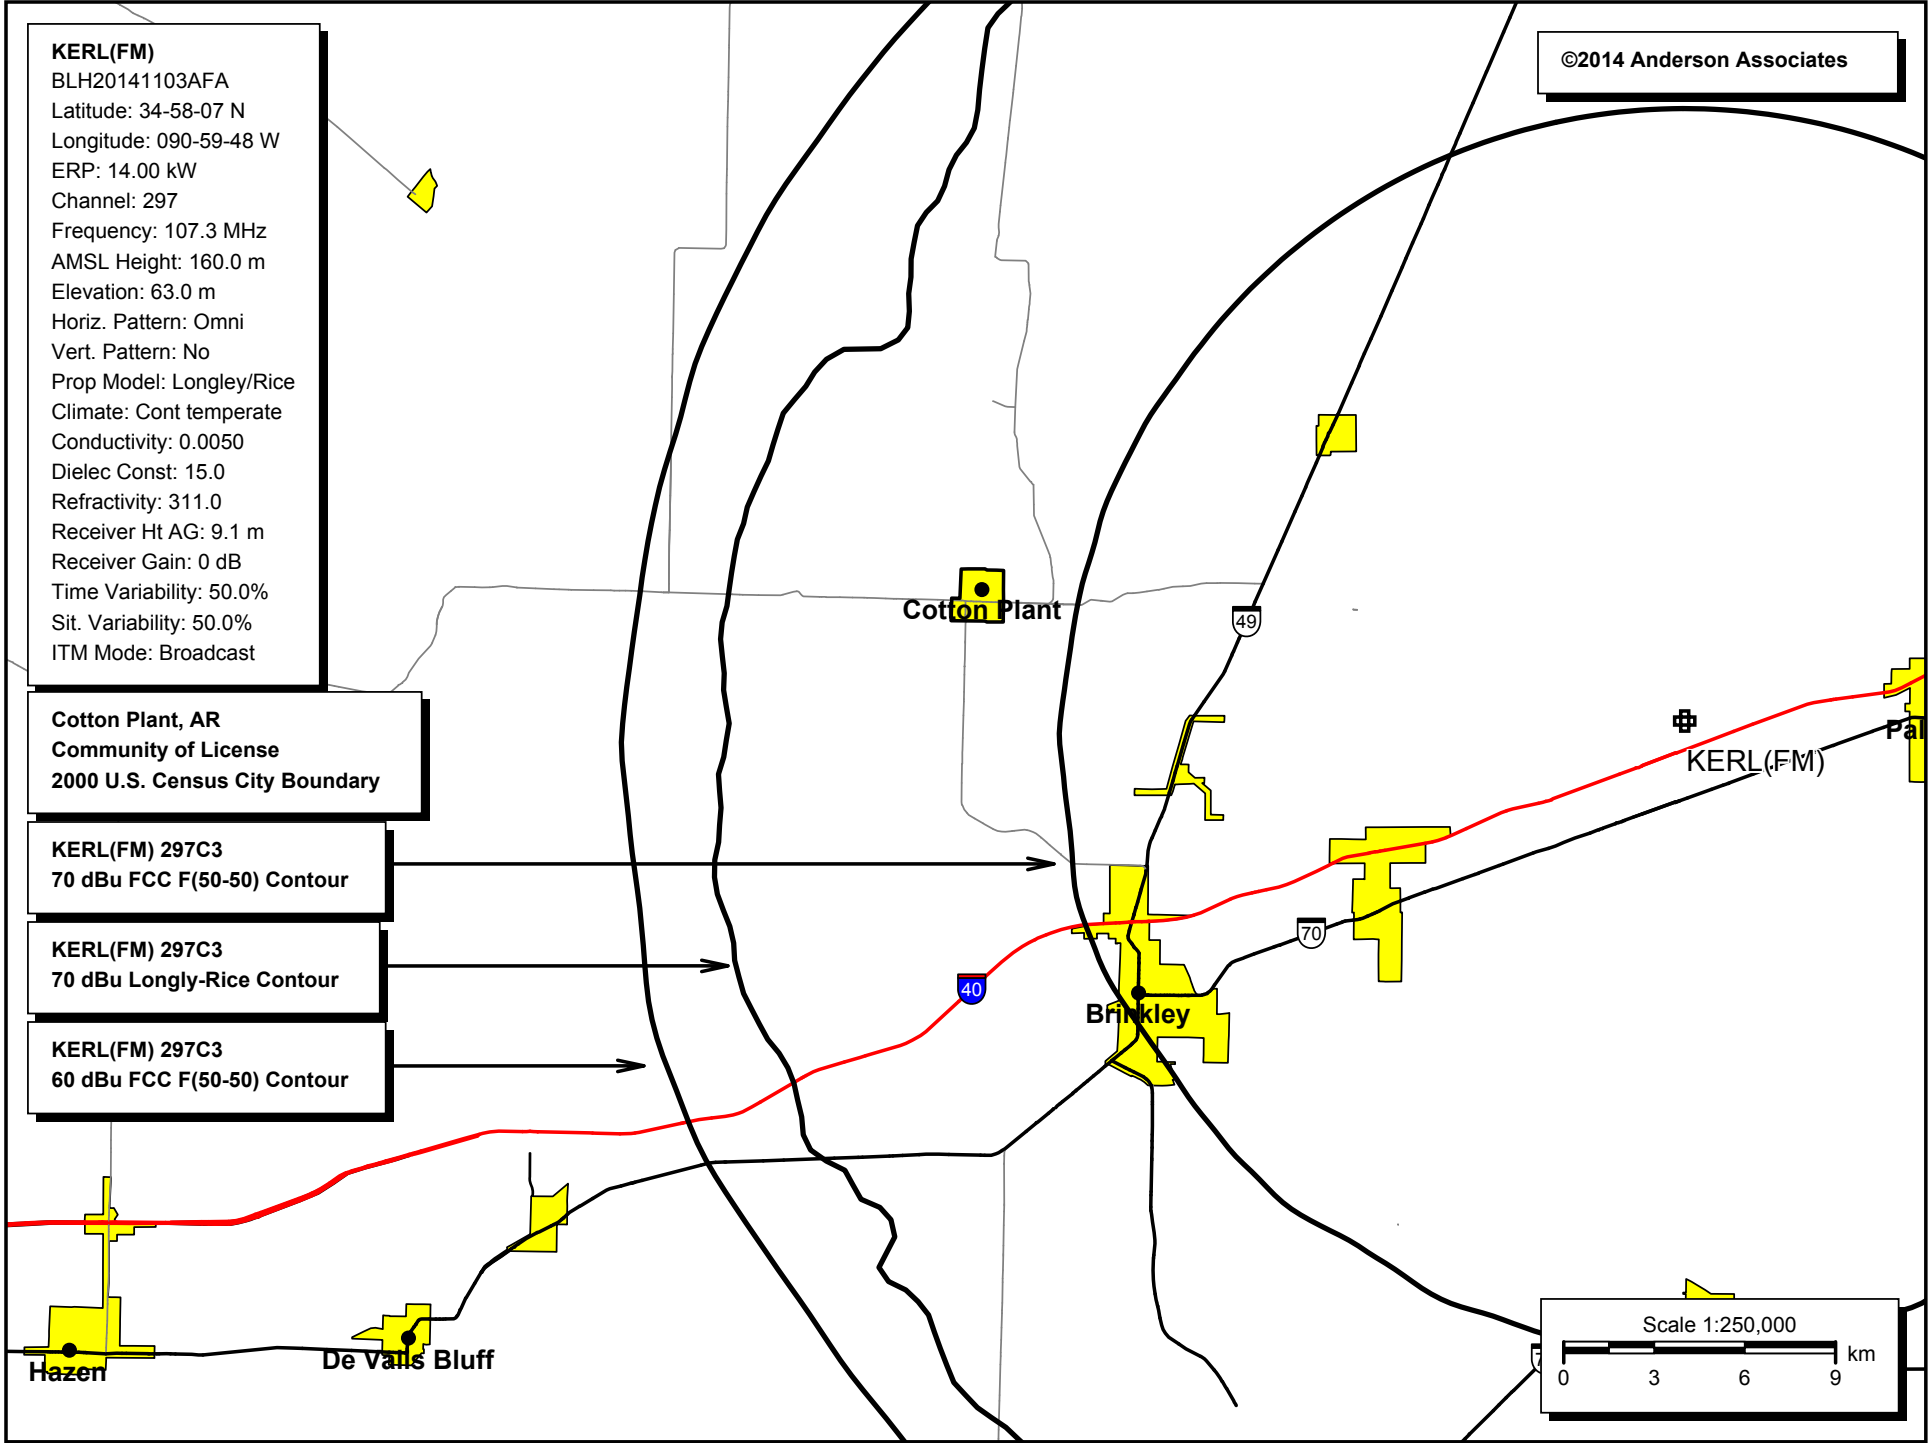 KERL(FM)
BLH20141103AFA
Latitude: 34-58-07 N
Longitude: 090-59-48 W
ERP: 14.00 kW
Channel: 297
Frequency: 107.3 MHz
AMSL Height: 160.0 m
Elevation: 63.0 m
Horiz. Pattern: Omni
Vert. Pattern: No
Prop Model: Longley/Rice
Climate: Cont temperate
Conductivity: 0.0050
Dielec Const: 15.0
Refractivity: 311.0
Receiver Ht AG: 9.1 m
Receiver Gain: 0 dB
Time Variability: 50.0%
Sit. Variability: 50.0%
ITM Mode: Broadcast
©2014 Anderson Associates
Cotton Plant
49
Cotton Plant, AR
Community of License
2000 U.S. Census City Boundary
Pal
KERL(FM)
KERL(FM) 297C3
70 dBu FCC F(50-50) Contour
70
KERL(FM) 297C3
70 dBu Longly-Rice Contour
40
Brinkley
KERL(FM) 297C3
60 dBu FCC F(50-50) Contour
Hazen
De Valls Bluff
Scale 1:250,000
km
0 3 6 9